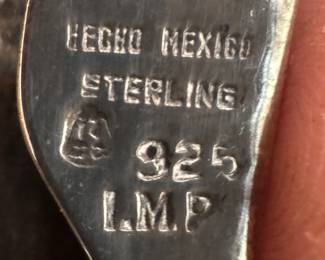 HECHO MEXICO
STERLING
925
I.M.P